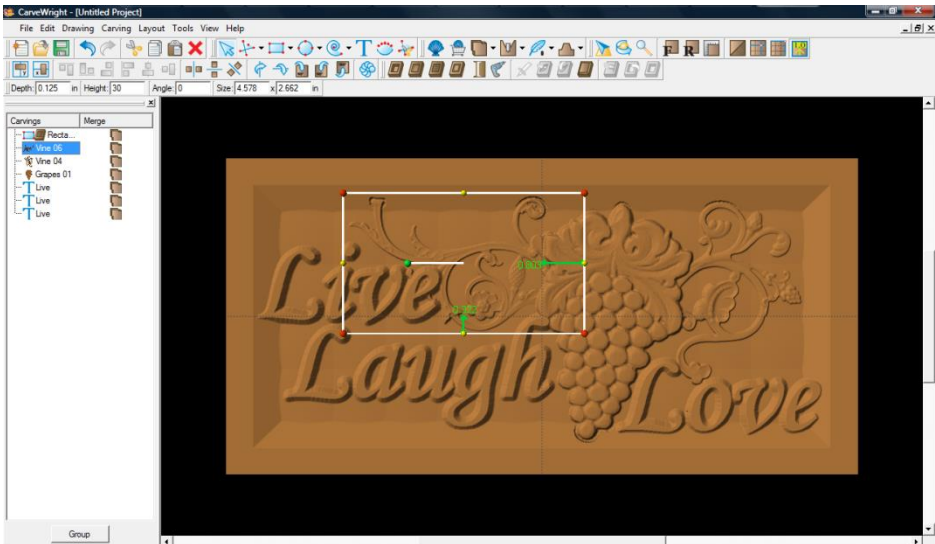 CarveWright - [Untitled Project]
File Edit Drawing Carving Layout Tools View Help
Depth: 0.125 in Height: 30 Angle: 0 Size: 4.578 x 2.662 in
Carvings Merge
Recta...
Vine 06
Vine 04
Grapes 01
Live
Live
Live
Live
Laugh
Love
Group